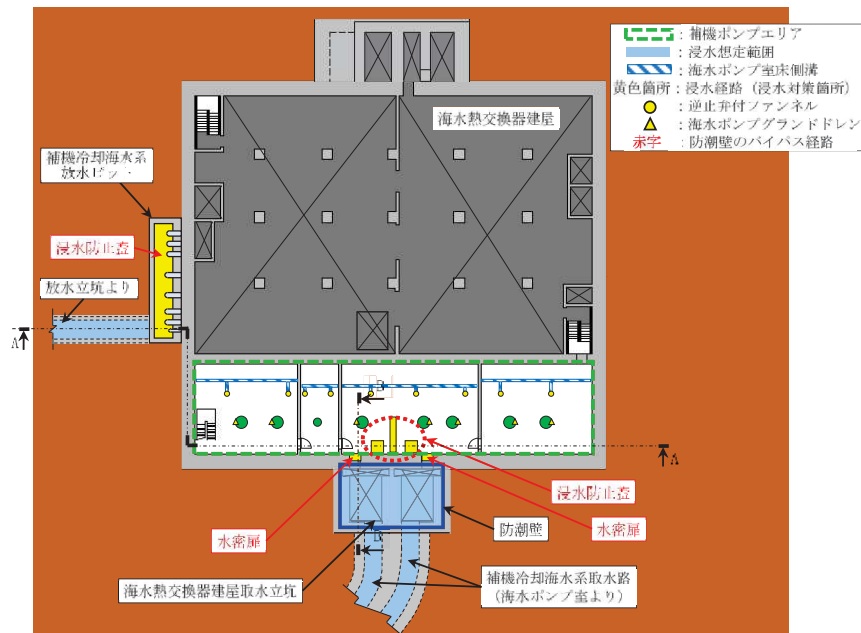 ：補機ポンプエリア
：浸水想定範囲
：海水ポンプ室床側溝
黄色箇所：浸水経路（浸水対策箇所）
：逆止弁付ファンネル
：海水ポンプグランドドレン
赤字：防潮壁のバイパス経路
海水熱交換器建屋
補機冷却海水系
放水ピット
浸水防止蓋
放水立坑より
A
B
A
浸水防止蓋
水密扉
防潮壁
水密扉
B
海水熱交換器建屋取水立坑
補機冷却海水系取水路
（海水ポンプ室より）